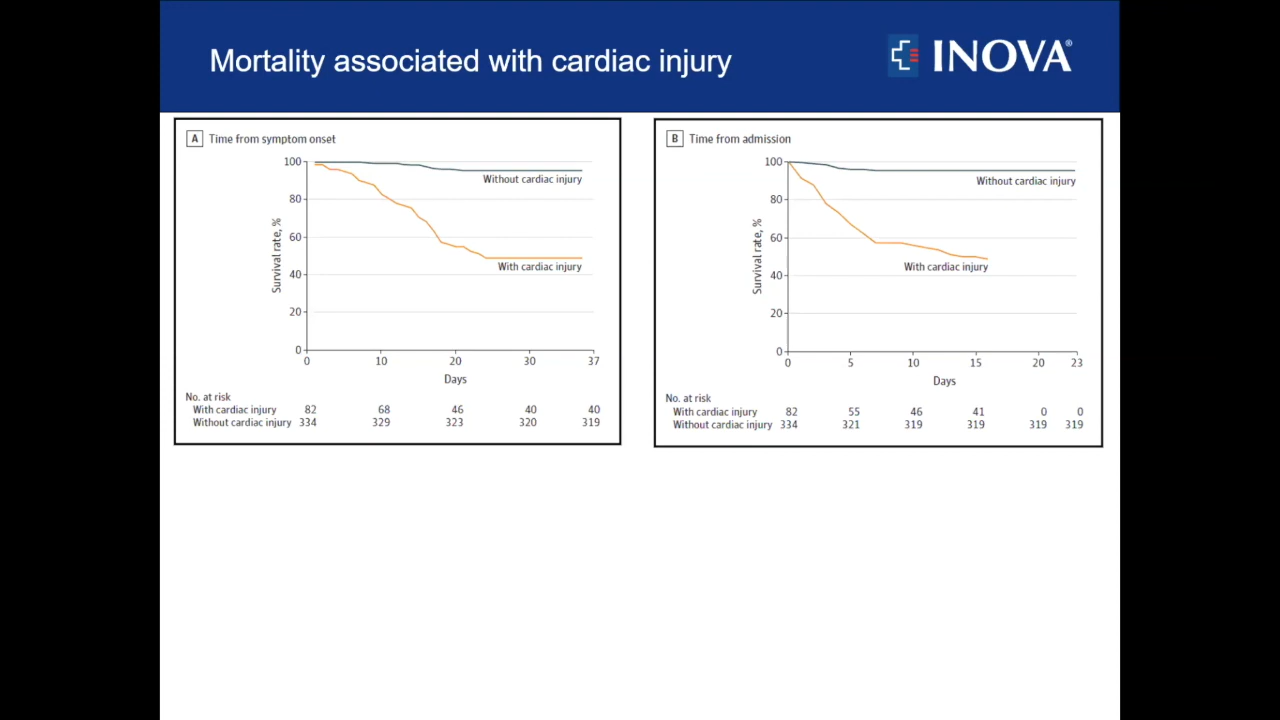 Mortality associated with cardiac injury
INOVA®
A Time from symptom onset
Survival rate, %
100
80
60
40
20
0
Without cardiac injury
With cardiac injury
0 10 20 30 37
Days
No. at risk
With cardiac injury 82 68 46 40 40
Without cardiac injury 334 329 323 320 319
B Time from admission
Survival rate, %
100
80
60
40
20
0
Without cardiac injury
With cardiac injury
0 5 10 15 20 23
Days
No. at risk
With cardiac injury 82 55 46 41 0 0
Without cardiac injury 334 321 319 319 319 319